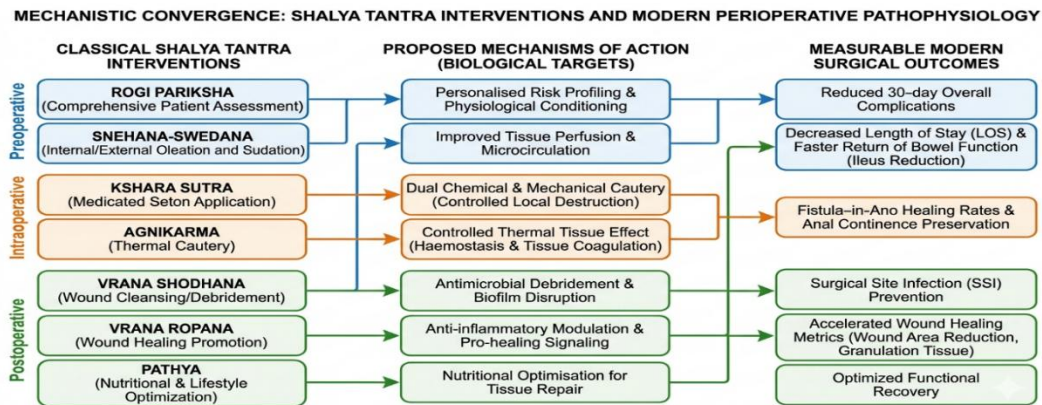 MECHANISTIC CONVERGENCE: SHALYA TANTRA INTERVENTIONS AND MODERN PERIOPERATIVE PATHOPHYSIOLOGY
CLASSICAL SHALYA TANTRA
INTERVENTIONS
PROPOSED MECHANISMS OF ACTION
(BIOLOGICAL TARGETS)
MEASURABLE MODERN
SURGICAL OUTCOMES
Preoperative
ROGI PARIKSHA
(Comprehensive Patient Assessment)
Personalised Risk Profiling &
Physiological Conditioning
Reduced 30–day Overall
Complications
SNEHANA-SWEDANA
(Internal/External Oleation and Sudation)
Improved Tissue Perfusion &
Microcirculation
Decreased Length of Stay (LOS) &
Faster Return of Bowel Function
(Ileus Reduction)
Intraoperative
KSHARA SUTRA
(Medicated Seton Application)
Dual Chemical & Mechanical Cautery
(Controlled Local Destruction)
Fistula–in-Ano Healing Rates &
Anal Continence Preservation
AGNIKARMA
(Thermal Cautery)
Controlled Thermal Tissue Effect
(Haemostasis & Tissue Coagulation)
Postoperative
VRANA SHODHANA
(Wound Cleansing/Debridement)
Antimicrobial Debridement &
Biofilm Disruption
Surgical Site Infection (SSI)
Prevention
VRANA ROPANA
(Wound Healing Promotion)
Anti-inflammatory Modulation &
Pro-healing Signaling
Accelerated Wound Healing
Metrics (Wound Area Reduction,
Granulation Tissue)
PATHYA
(Nutritional & Lifestyle
Optimization)
Nutritional Optimisation for
Tissue Repair
Optimized Functional
Recovery